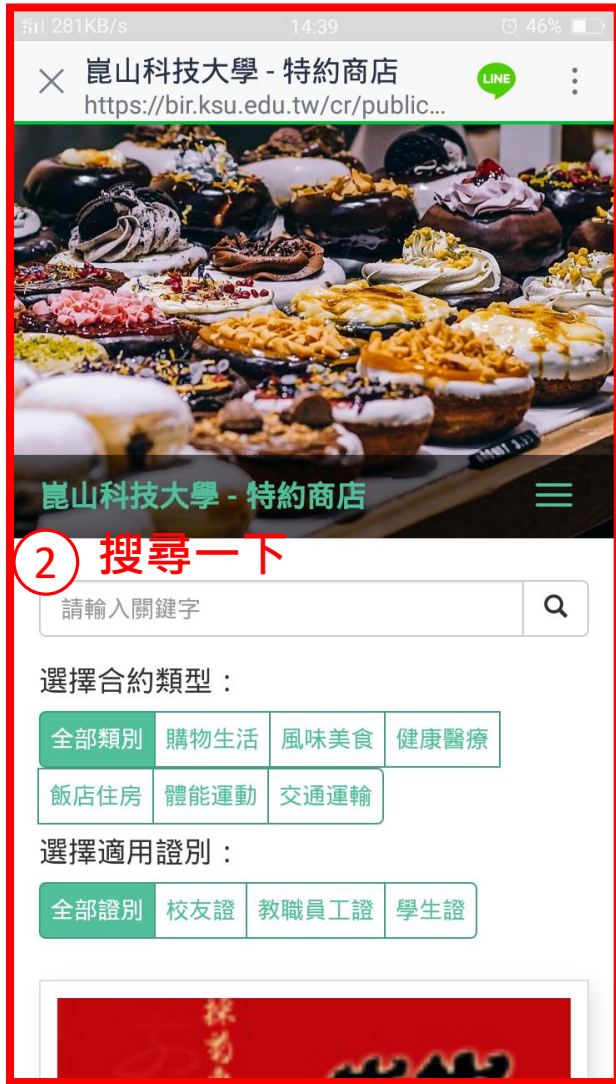 281KB/s 14:39 46%
崑山科技大學 - 特約商店
https://bir.ksu.edu.tw/cr/public...
LINE
崑山科技大學 - 特約商店
2 搜尋一下
請輸入關鍵字
選擇合約類型：
全部類別 購物生活 風味美食 健康醫療
飯店住房 體能運動 交通運輸
選擇適用證別：
全部證別 校友證 教職員工證 學生證